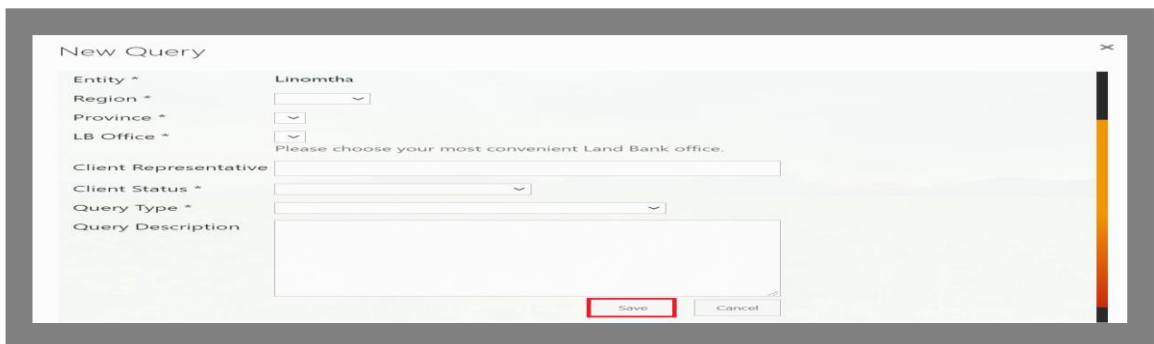 New Query
Entity * Linomtha
Region *
Province *
LB Office *
Please choose your most convenient Land Bank office.
Client Representative
Client Status *
Query Type *
Query Description
Save Cancel